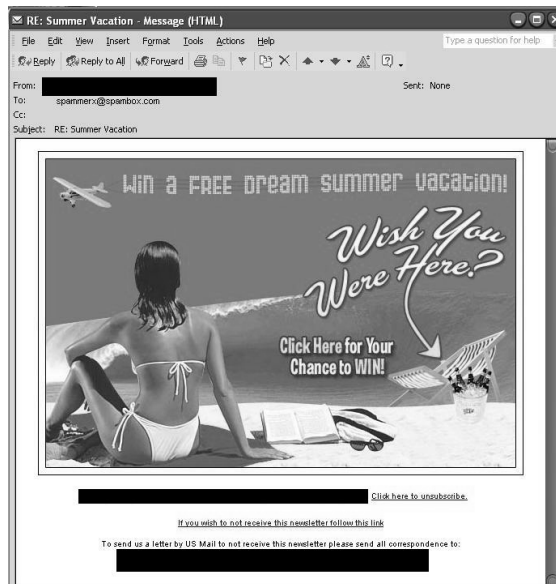 RE: Summer Vacation - Message (HTML)
File Edit View Insert Format Tools Actions Help Type a question for help
Reply Reply to All Forward
From: Sent: None
To: spammerx@spambox.com
Cc:
Subject: RE: Summer Vacation
Win a FREE Dream summer vacation!
Wish You
Were Here?
Click Here for Your
Chance to WIN!
Click here to unsubscribe.
If you wish to not receive this newsletter follow this link
To send us a letter by US Mail to not receive this newsletter please send all correspondence to: